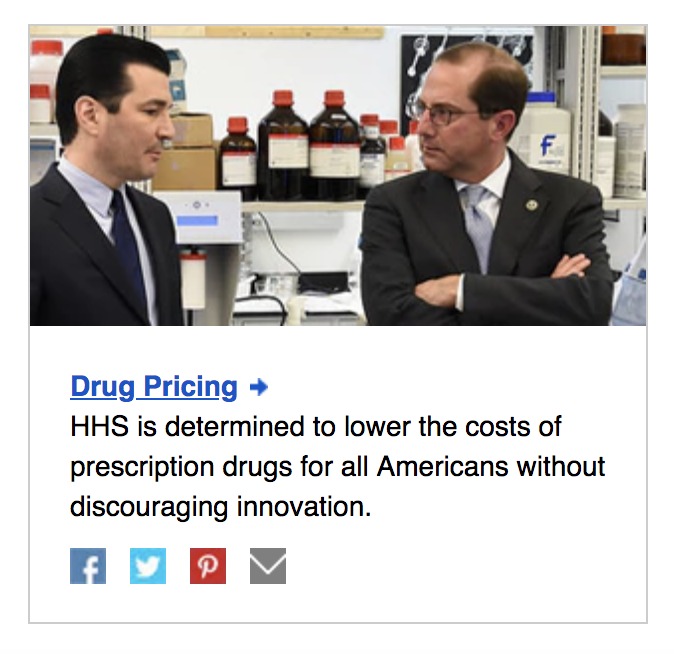 F
Drug Pricing
HHS is determined to lower the costs of
prescription drugs for all Americans without
discouraging innovation.